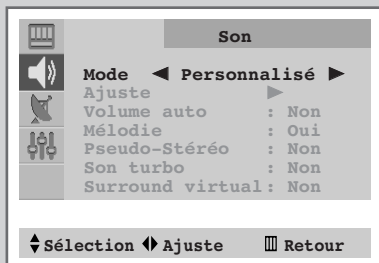 Son
Mode ◀ Personnalisé ▶
Ajuste ▶
Volume auto : Non
Mélodie : Oui
Pseudo-Stéréo : Non
Son turbo : Non
Surround virtual : Non
Sélection Ajuste Retour